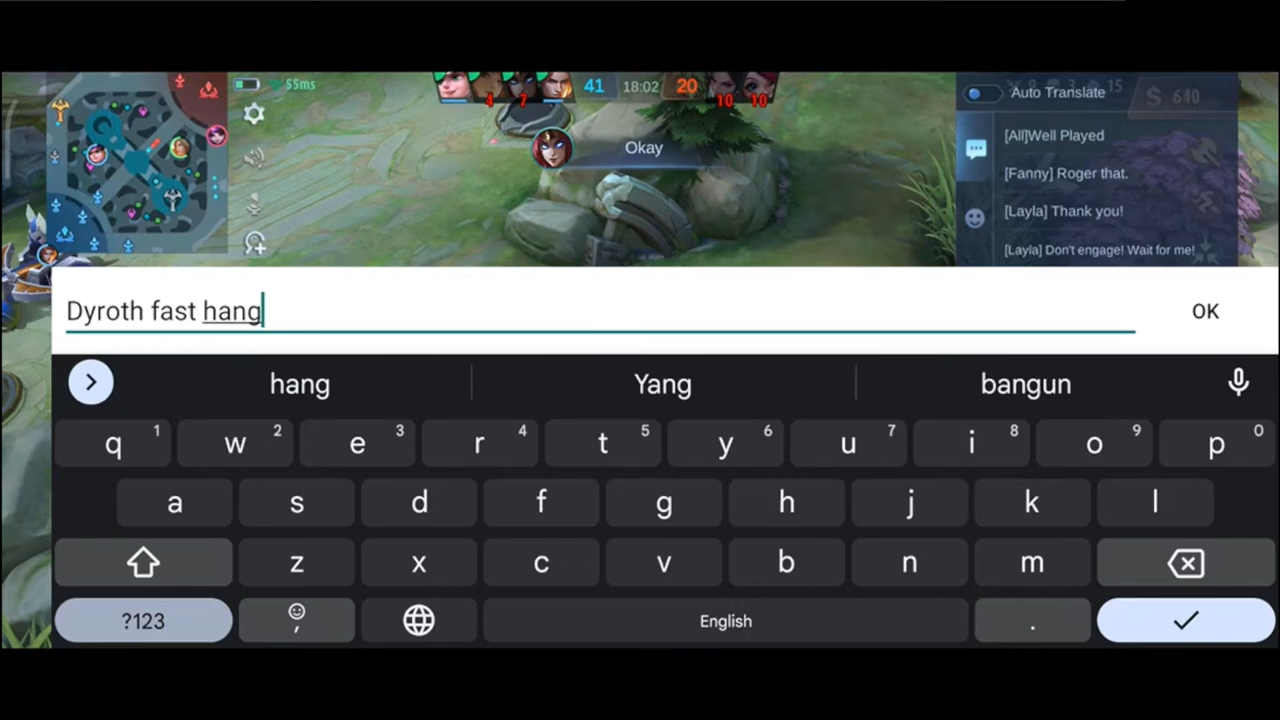 55ms
41 18:02 20
4 7 10 10
Okay
Auto Translate
$ 640
[All]Well Played
[Fanny] Roger that.
[Layla] Thank you!
[Layla] Don't engage! Wait for me!
Dyroth fast hang
OK
hang Yang bangun
q 1 w 2 e 3 r 4 t 5 y 6 u 7 i 8 o 9 p 0
a s d f g h j k l
z x c v b n m
?123 , English .